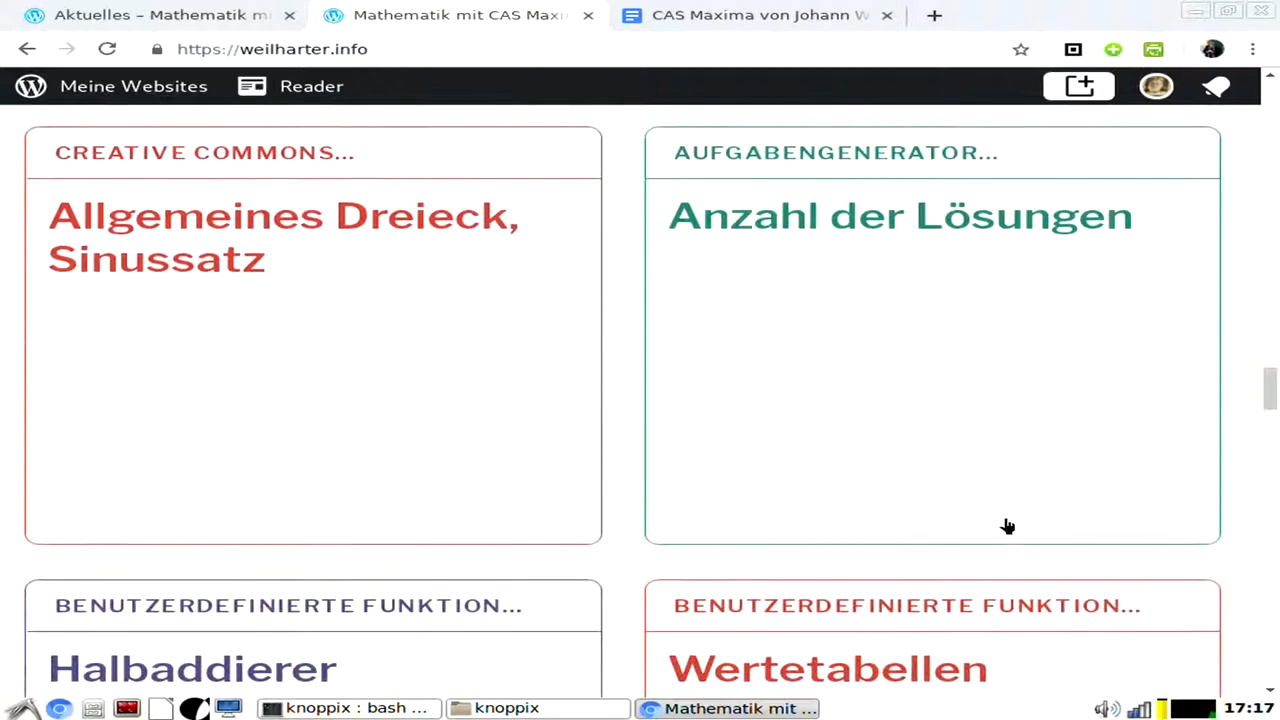 Aktuelles – Mathematik m
Mathematik mit CAS Maxi
CAS Maxima von Johann W
https://weilharter.info
Meine Websites
Reader
CREATIVE COMMONS...
Allgemeines Dreieck,
Sinussatz
AUFGABENGENERATOR...
Anzahl der Lösungen
BENUTZERDEFINIERTE FUNKTION...
Halbaddierer
BENUTZERDEFINIERTE FUNKTION...
Wertetabellen
knoppix : bash ...
knoppix
Mathematik mit ...
17:17